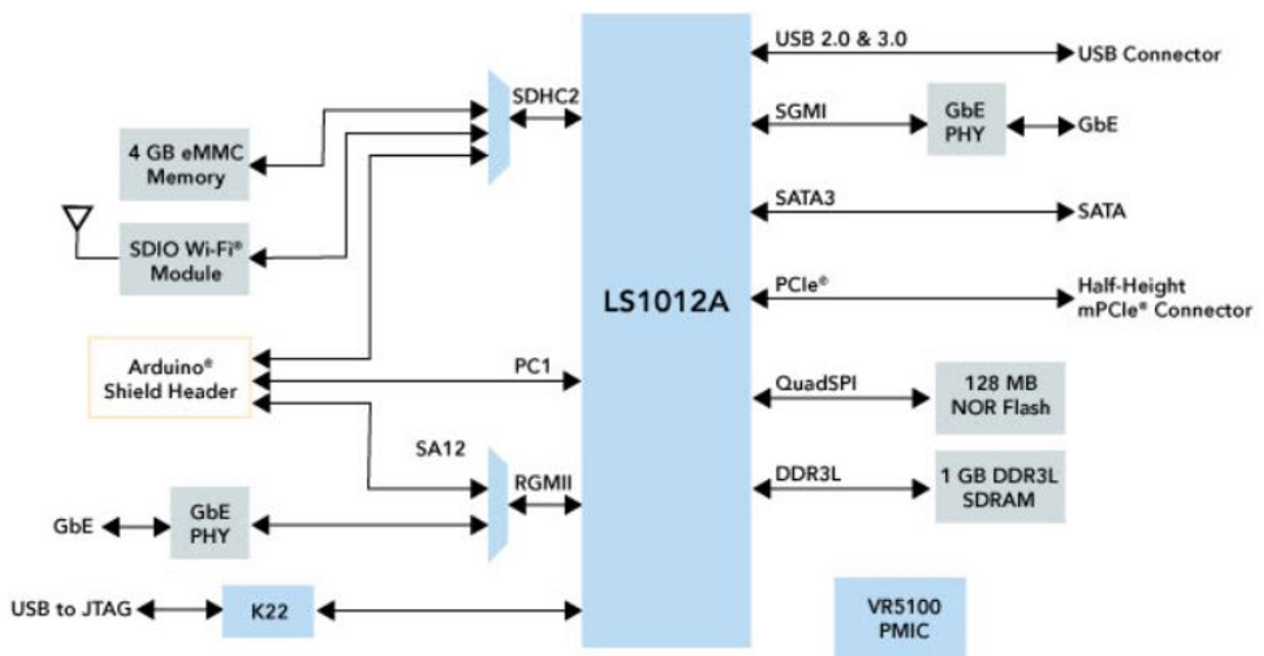 USB 2.0 & 3.0
USB Connector
SDHC2
SGMI
GbE
PHY
GbE
4 GB eMMC
Memory
SDIO Wi-Fi®
Module
SATA3
SATA
LS1012A
PCIe®
Half-Height
mPCIe® Connector
Arduino®
Shield Header
PC1
QuadSPI
128 MB
NOR Flash
SA12
RGMII
DDR3L
1 GB DDR3L
SDRAM
GbE
GbE
PHY
USB to JTAG
K22
VR5100
PMIC